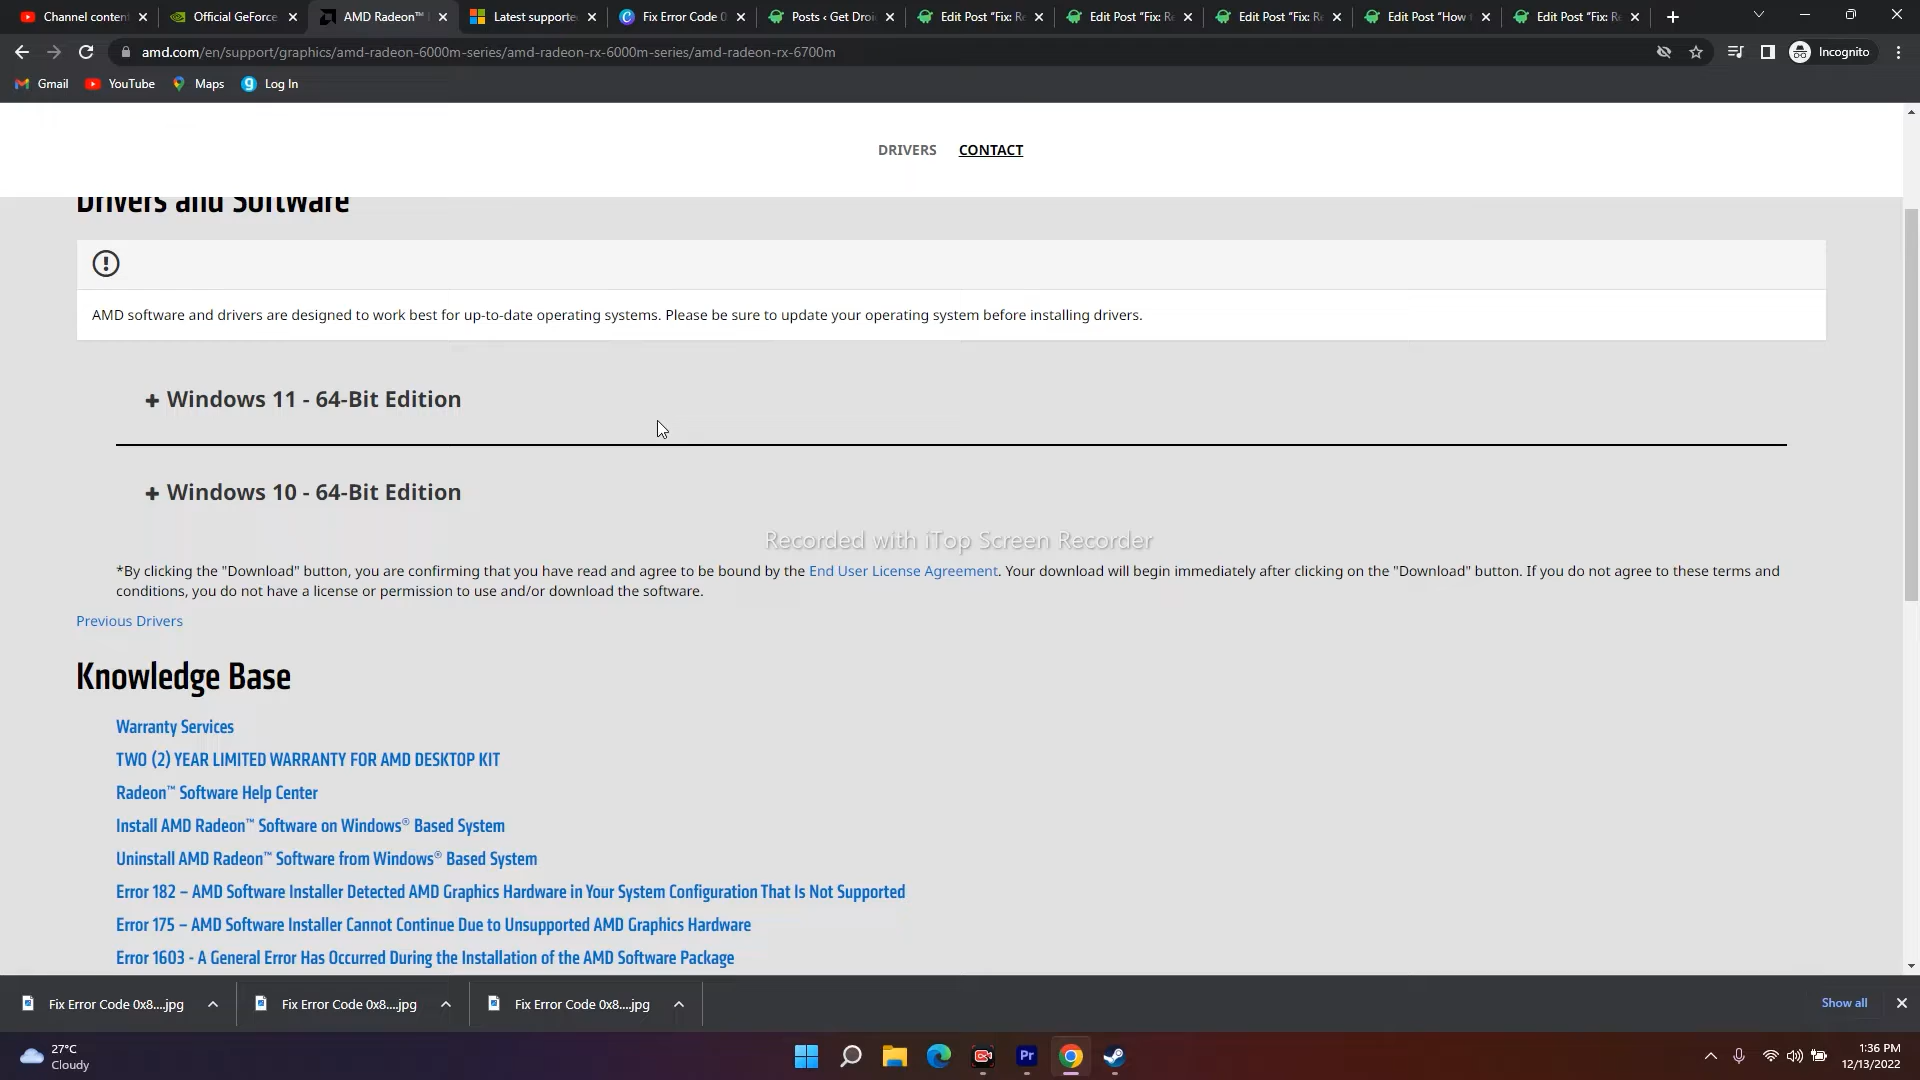 Channel conten
Official GeForce
AMD Radeon™
Latest supporte
Fix Error Code 0
Posts ‹ Get Droi
Edit Post “Fix: Re
Edit Post “Fix: Re
Edit Post “Fix: Re
Edit Post “How
Edit Post “Fix: Re
amd.com/en/support/graphics/amd-radeon-6000m-series/amd-radeon-rx-6000m-series/amd-radeon-rx-6700m
Incognito
Gmail YouTube Maps Log In
DRIVERS CONTACT
Drivers and Software
AMD software and drivers are designed to work best for up-to-date operating systems. Please be sure to update your operating system before installing drivers.
+ Windows 11 - 64-Bit Edition
+ Windows 10 - 64-Bit Edition
Recorded with iTop Screen Recorder
*By clicking the "Download" button, you are confirming that you have read and agree to be bound by the End User License Agreement. Your download will begin immediately after clicking on the "Download" button. If you do not agree to these terms and
conditions, you do not have a license or permission to use and/or download the software.
Previous Drivers
Knowledge Base
Warranty Services
TWO (2) YEAR LIMITED WARRANTY FOR AMD DESKTOP KIT
Radeon™ Software Help Center
Install AMD Radeon™ Software on Windows® Based System
Uninstall AMD Radeon™ Software from Windows® Based System
Error 182 – AMD Software Installer Detected AMD Graphics Hardware in Your System Configuration That Is Not Supported
Error 175 – AMD Software Installer Cannot Continue Due to Unsupported AMD Graphics Hardware
Error 1603 - A General Error Has Occurred During the Installation of the AMD Software Package
Fix Error Code 0x8....jpg
Fix Error Code 0x8....jpg
Fix Error Code 0x8....jpg
Show all
27°C
Cloudy
Pr
1:36 PM
12/13/2022